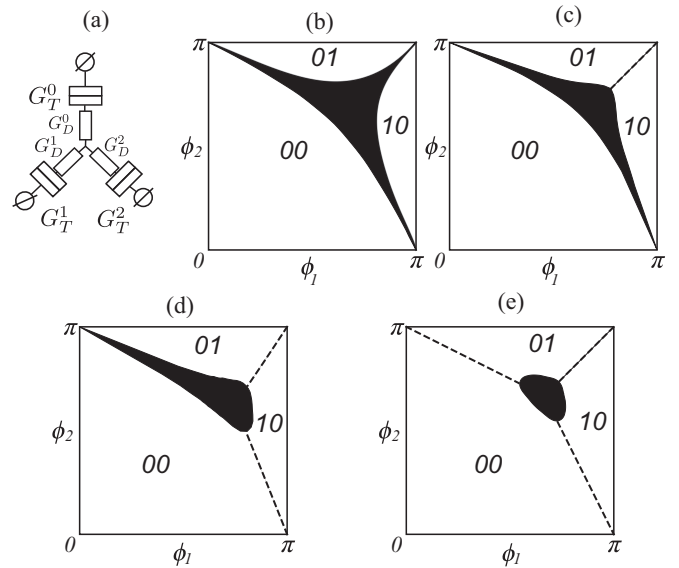 (a)
G_T^0
G_D^0
G_D^1 G_D^2
G_T^1 G_T^2
(b)
π
01
10
ϕ_2
00
0 ϕ_1 π
(c)
π
01
10
ϕ_2
00
0 ϕ_1 π
(d)
π
01
10
ϕ_2
00
0 ϕ_1 π
(e)
π
01
10
ϕ_2
00
0 ϕ_1 π